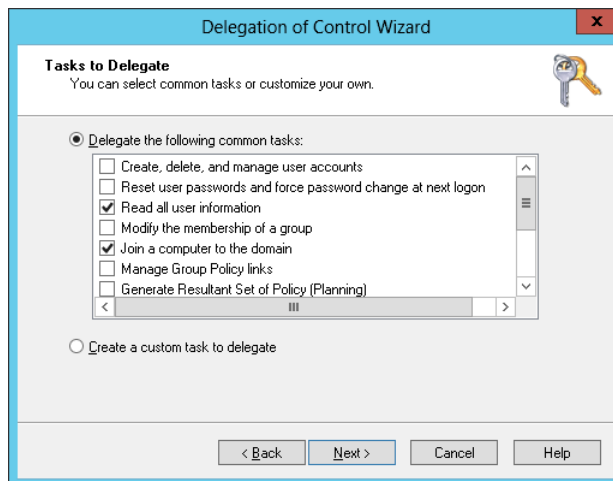 Delegation of Control Wizard
x
Tasks to Delegate
You can select common tasks or customize your own.
Delegate the following common tasks:
Create, delete, and manage user accounts
Reset user passwords and force password change at next logon
Read all user information
Modify the membership of a group
Join a computer to the domain
Manage Group Policy links
Generate Resultant Set of Policy (Planning)
Create a custom task to delegate
< Back Next > Cancel Help